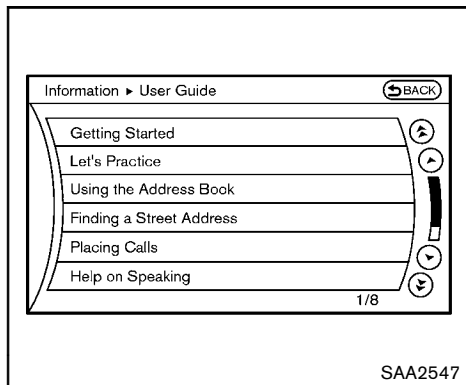 Information ▸ User Guide
BACK
Getting Started
Let's Practice
Using the Address Book
Finding a Street Address
Placing Calls
Help on Speaking
1/8
SAA2547